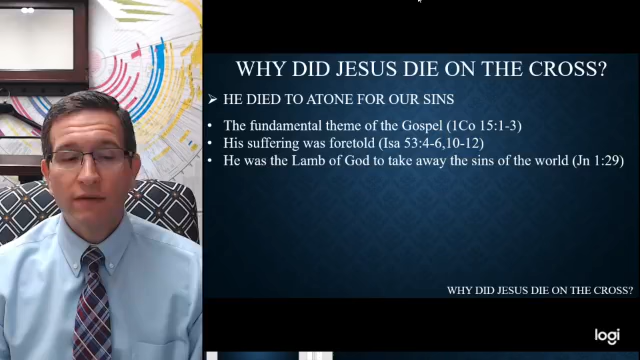 WHY DID JESUS DIE ON THE CROSS?
➢ HE DIED TO ATONE FOR OUR SINS
• The fundamental theme of the Gospel (1Co 15:1-3)
• His suffering was foretold (Isa 53:4-6,10-12)
• He was the Lamb of God to take away the sins of the world (Jn 1:29)
WHY DID JESUS DIE ON THE CROSS?
logi